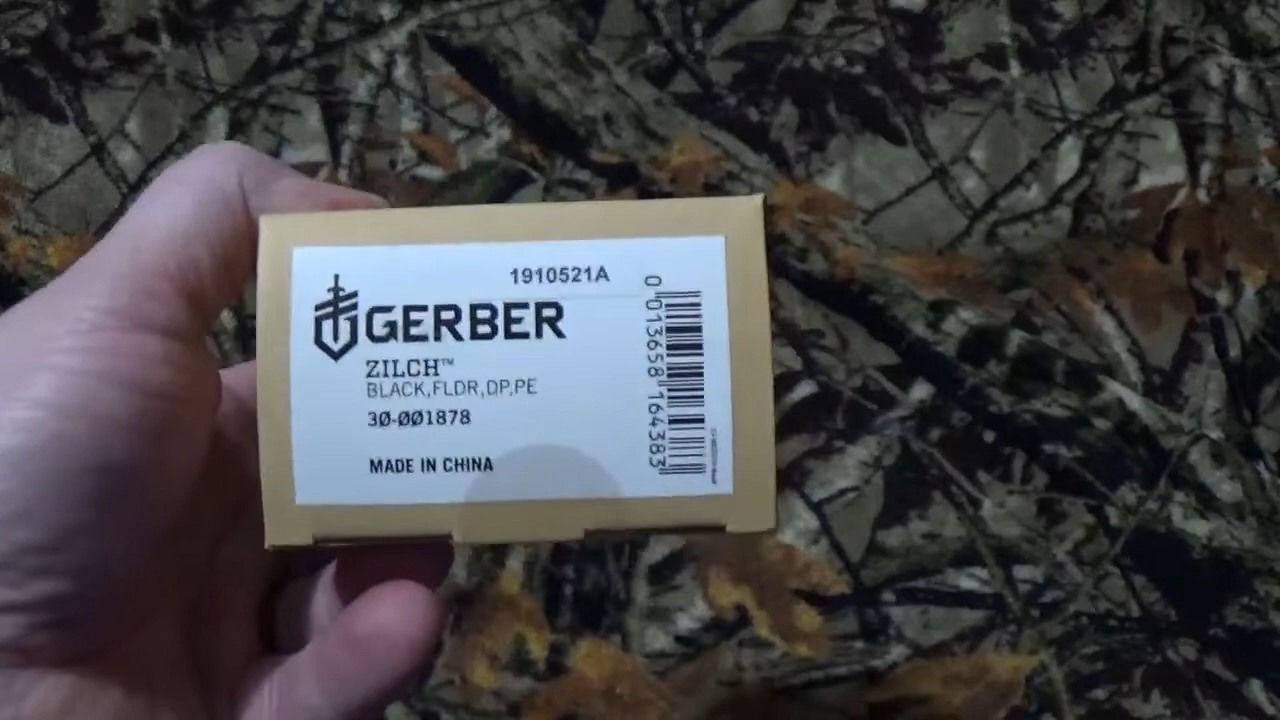 1910521A
GERBER
ZILCH™
BLACK,FLDR,DP,PE
30-001878
MADE IN CHINA
0 013658 164383